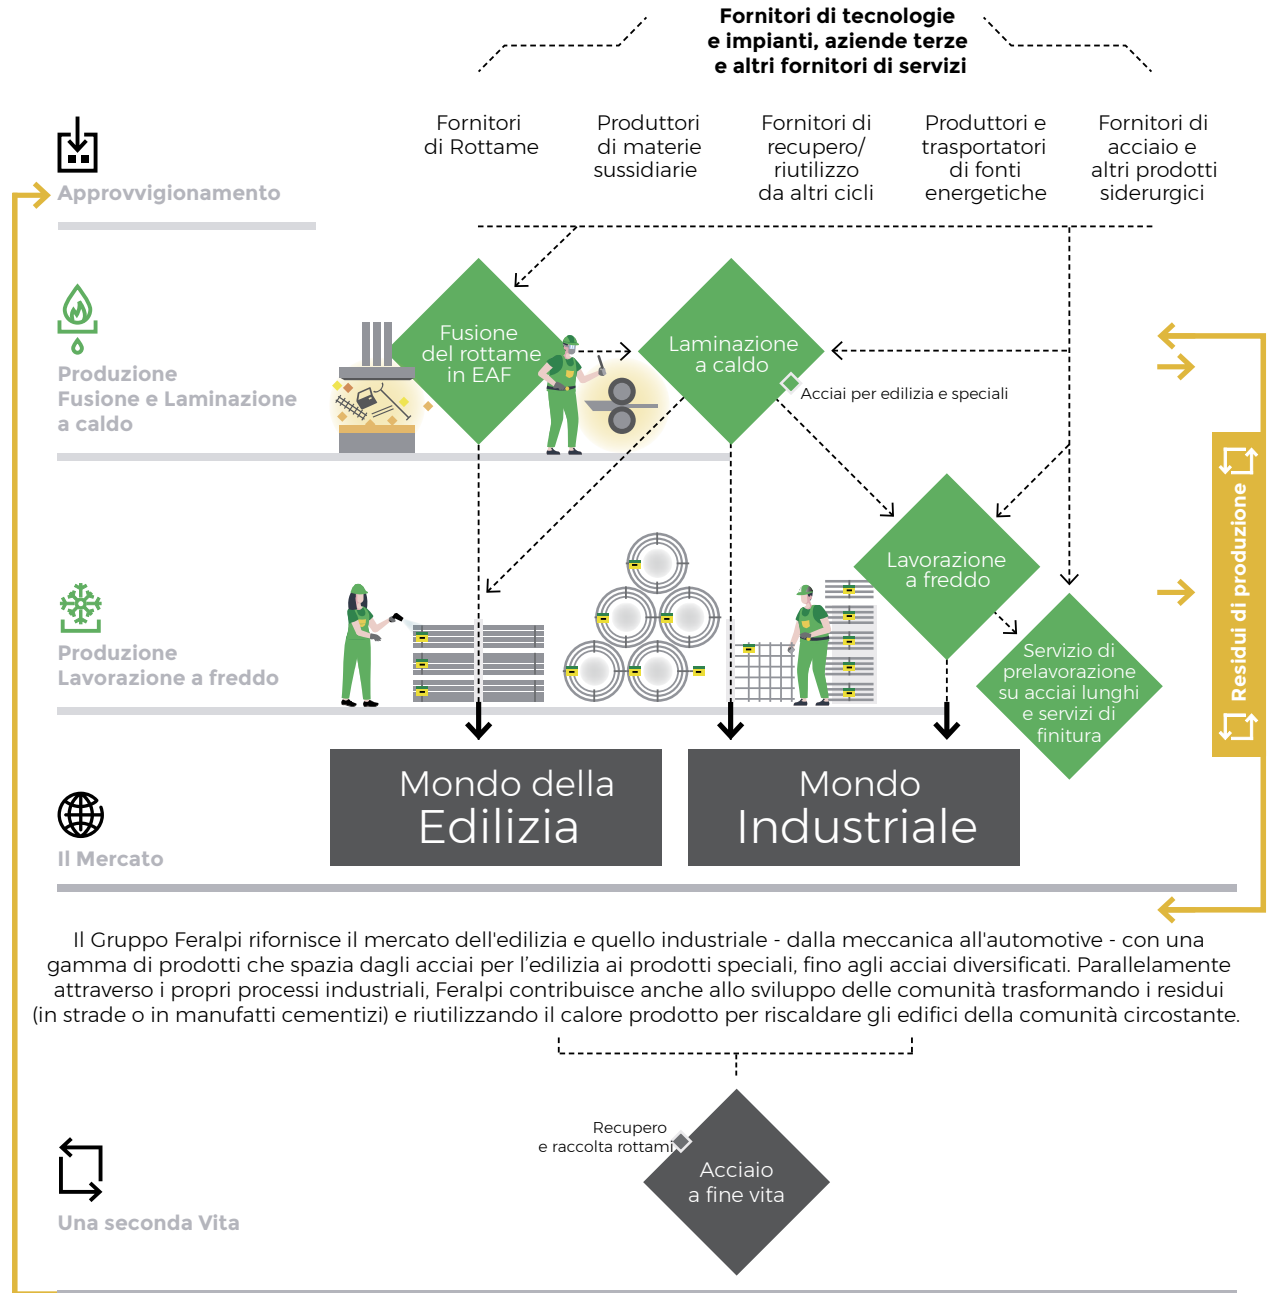 Fornitori di tecnologie
e impianti, aziende terze
e altri fornitori di servizi
Fornitori
di Rottame
Produttori
di materie
sussidiarie
Fornitori di
recupero/
riutilizzo
da altri cicli
Produttori e
trasportatori
di fonti
energetiche
Fornitori di
acciaio e
altri prodotti
siderurgici
Approvvigionamento
Fusione
del rottame
in EAF
Laminazione
a caldo
Acciai per edilizia e speciali
Produzione
Fusione e Laminazione
a caldo
Residui di produzione
Lavorazione
a freddo
Produzione
Lavorazione a freddo
Servizio di
prelavorazione
su acciai lunghi
e servizi di
finitura
Mondo della
Edilizia
Mondo
Industriale
Il Mercato
Il Gruppo Feralpi rifornisce il mercato dell'edilizia e quello industriale - dalla meccanica all'automotive - con una
gamma di prodotti che spazia dagli acciai per l’edilizia ai prodotti speciali, fino agli acciai diversificati. Parallelamente
attraverso i propri processi industriali, Feralpi contribuisce anche allo sviluppo delle comunità trasformando i residui
(in strade o in manufatti cementizi) e riutilizzando il calore prodotto per riscaldare gli edifici della comunità circostante.
Recupero
e raccolta rottami
Acciaio
a fine vita
Una seconda Vita